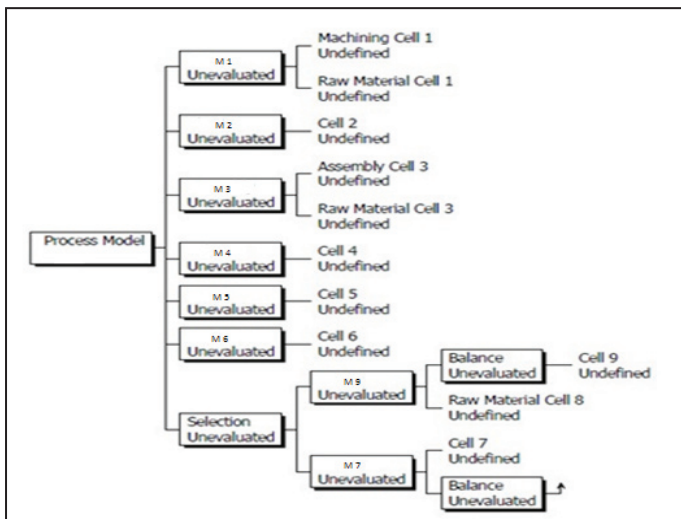 Machining Cell 1
Undefined
M 1
Unevaluated
Raw Material Cell 1
Undefined
M 2
Unevaluated
Cell 2
Undefined
Assembly Cell 3
Undefined
M 3
Unevaluated
Raw Material Cell 3
Undefined
Process Model
M 4
Unevaluated
Cell 4
Undefined
M 5
Unevaluated
Cell 5
Undefined
M 6
Unevaluated
Cell 6
Undefined
Selection
Unevaluated
M 9
Unevaluated
Balance
Unevaluated
Cell 9
Undefined
Raw Material Cell 8
Undefined
M 7
Unevaluated
Cell 7
Undefined
Balance
Unevaluated